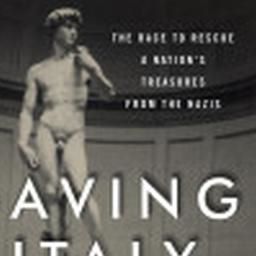 THE RACE TO RESCUE
A NATION'S
TREASURES
FROM THE NAZIS
AVING
ITALY